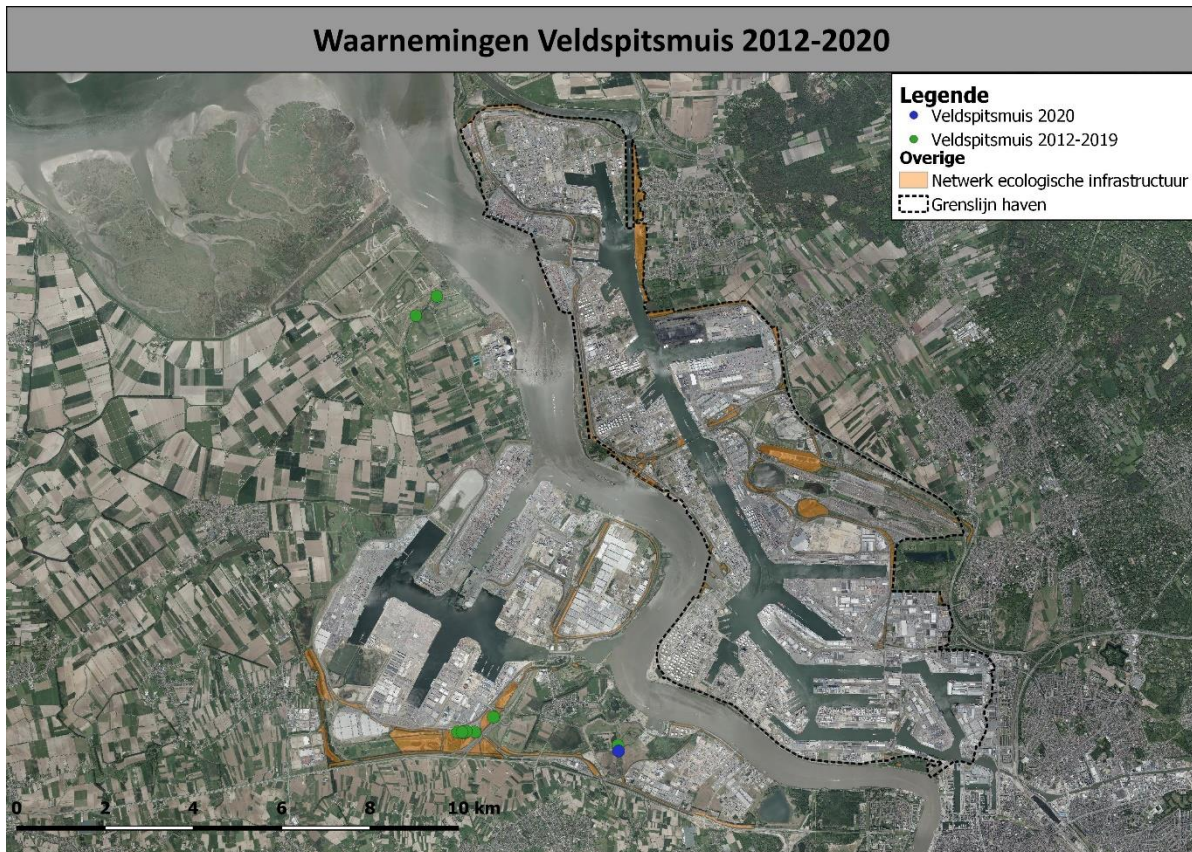 Waarnemingen Veldspitsmuis 2012-2020
Legende
Veldspitsmuis 2020
Veldspitsmuis 2012-2019
Overige
Netwerk ecologische infrastructuur
Grenslijn haven
0 2 4 6 8 10 km